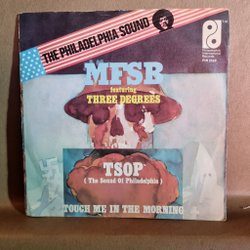 THE PHILADELPHIA SOUND
MFSB
featuring
THREE DEGREES
TSOP
( The Sound Of Philadelphia )
TOUCH ME IN THE MORNING